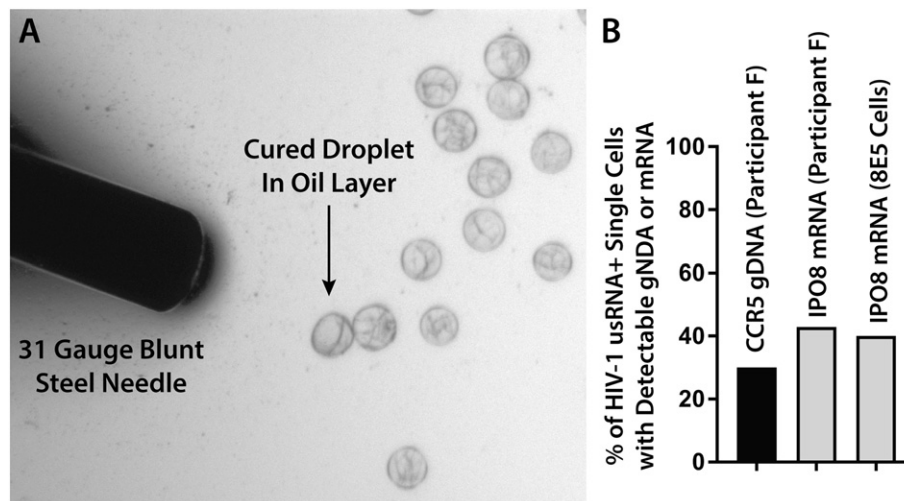 A
Cured Droplet
In Oil Layer
31 Gauge Blunt
Steel Needle
B
% of HIV-1 usRNA+ Single Cells
with Detectable gNDA or mRNA
100
80
60
40
20
0
CCR5 gDNA (Participant F)
IPO8 mRNA (Participant F)
IPO8 mRNA (8E5 Cells)